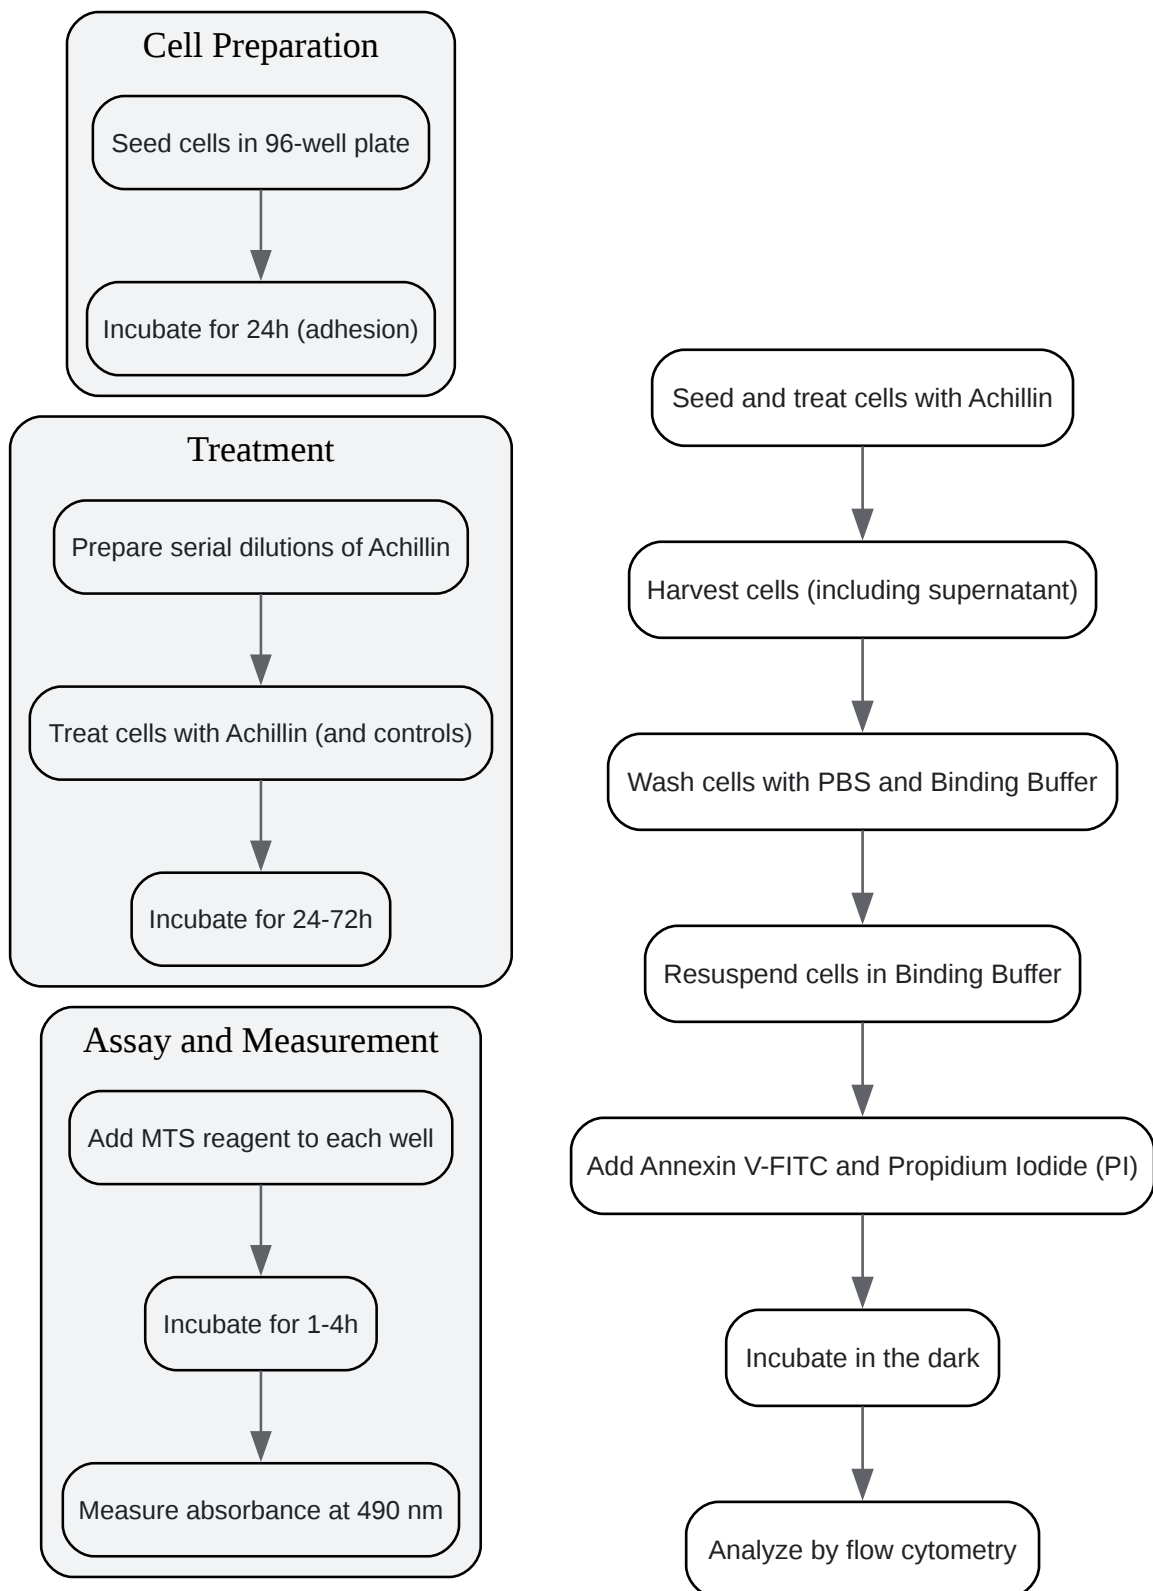 Cell Preparation
Seed cells in 96-well plate
Incubate for 24h (adhesion)
Treatment
Prepare serial dilutions of Achillin
Treat cells with Achillin (and controls)
Incubate for 24-72h
Assay and Measurement
Add MTS reagent to each well
Incubate for 1-4h
Measure absorbance at 490 nm
Seed and treat cells with Achillin
Harvest cells (including supernatant)
Wash cells with PBS and Binding Buffer
Resuspend cells in Binding Buffer
Add Annexin V-FITC and Propidium Iodide (PI)
Incubate in the dark
Analyze by flow cytometry